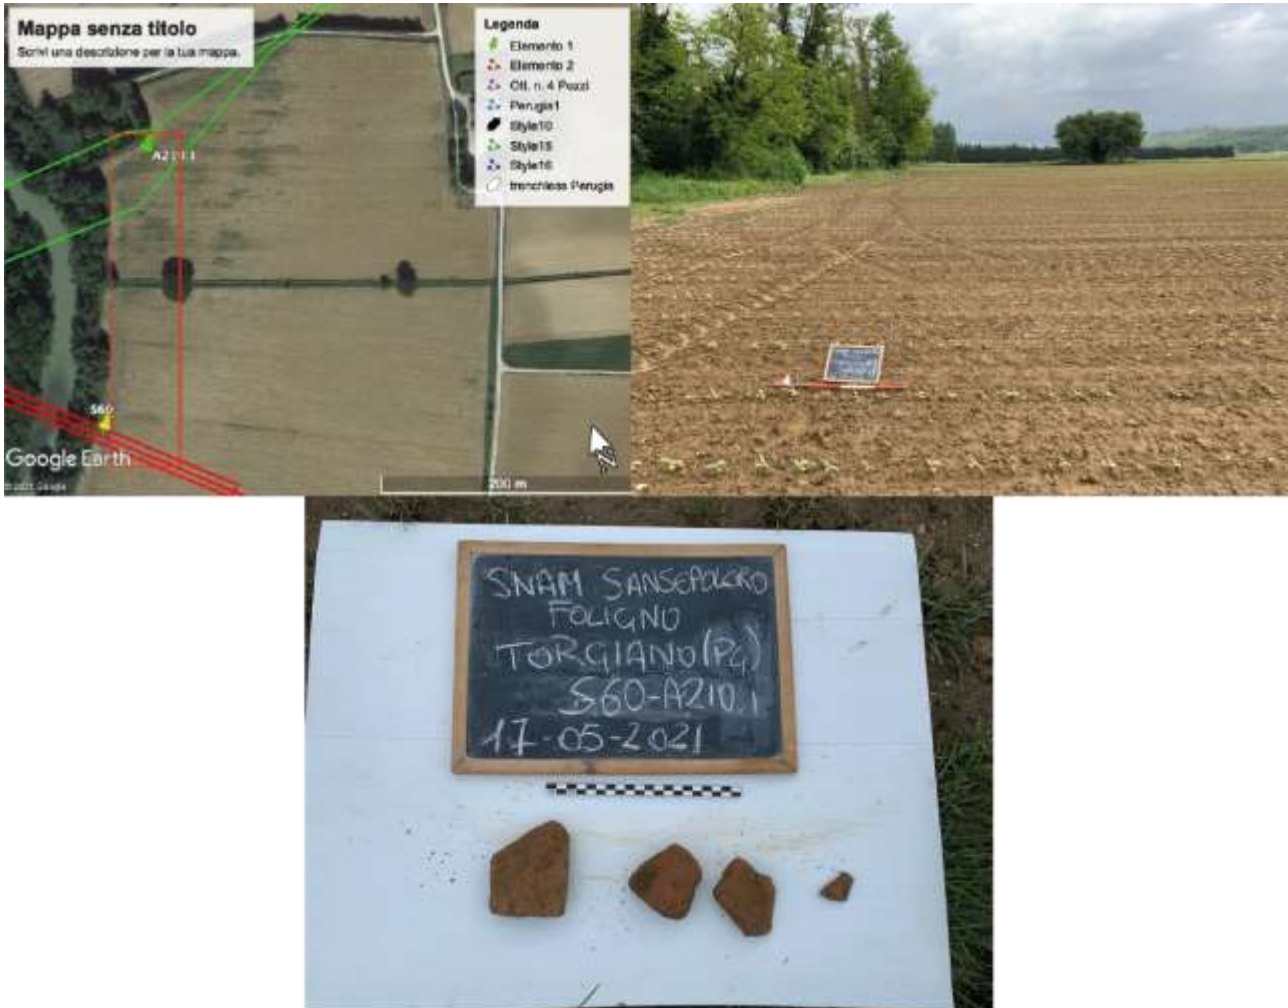 Mappa senza titolo
Scrivi una descrizione per la tua mappa.
Legenda
Elemento 1
Elemento 2
Ott. n. 4 Pozzi
Perugia1
Style10
Style15
Style16
trenchless Perugia
A210.1
S60
Google Earth
© 2021 Google
200 m
N
SNAM SANSEPOLCRO
FOLIGNO
TORGIANO (PG)
S60-A210.1
17-05-2021